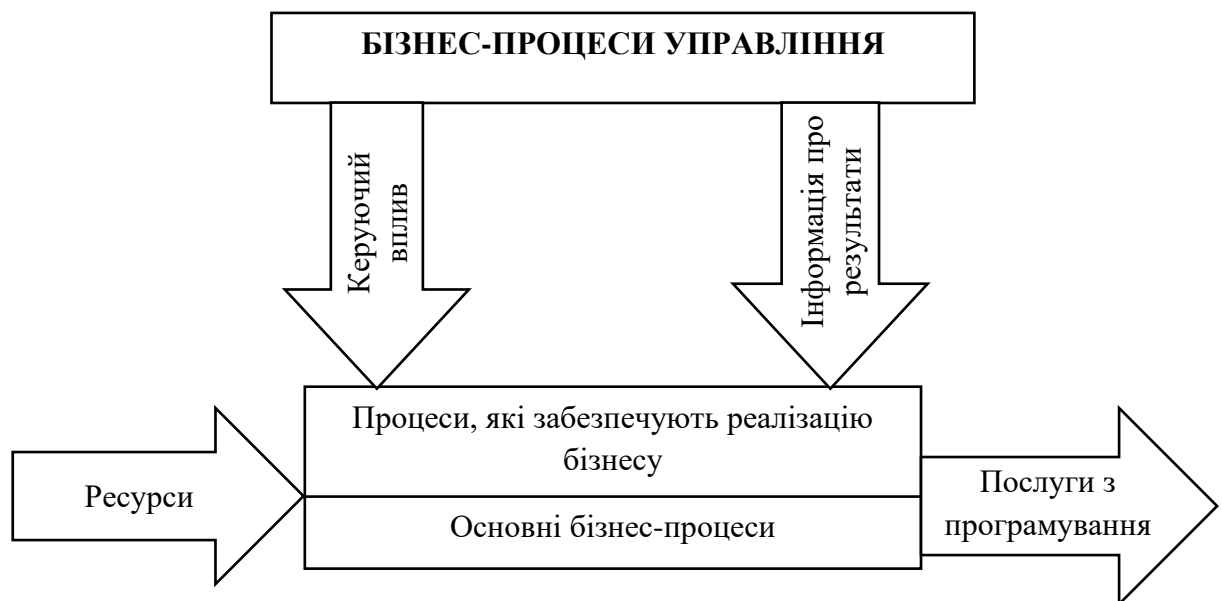 БІЗНЕС-ПРОЦЕСИ УПРАВЛІННЯ
Керуючий
вплив
Інформація про
результати
Процеси, які забезпечують реалізацію
бізнесу
Ресурси
Основні бізнес-процеси
Послуги з
програмування